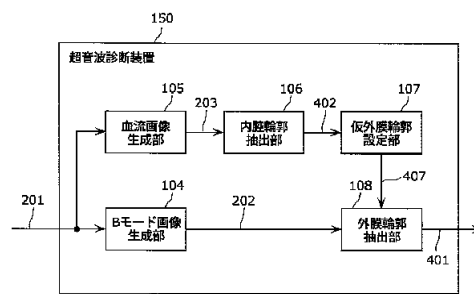 150
超音波診断装置
105
203
106
402
107
血流画像
生成部
内腔輪郭
抽出部
仮外膜輪郭
設定部
104
202
108
407
201
Bモード画像
生成部
外膜輪郭
抽出部
401